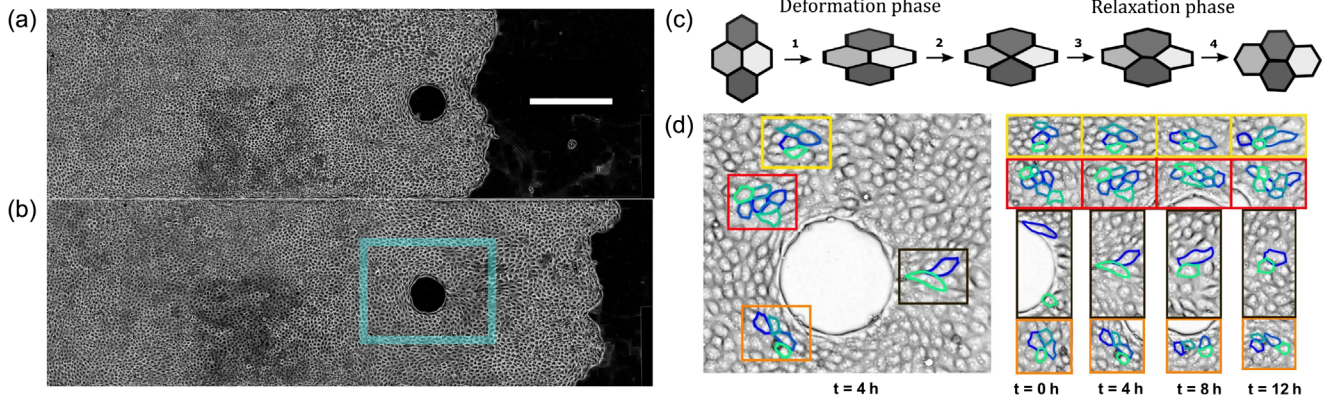 (a)
(b)
(c)
Deformation phase
Relaxation phase
1
2
3
4
(d)
t = 4 h
t = 0 h
t = 4 h
t = 8 h
t = 12 h